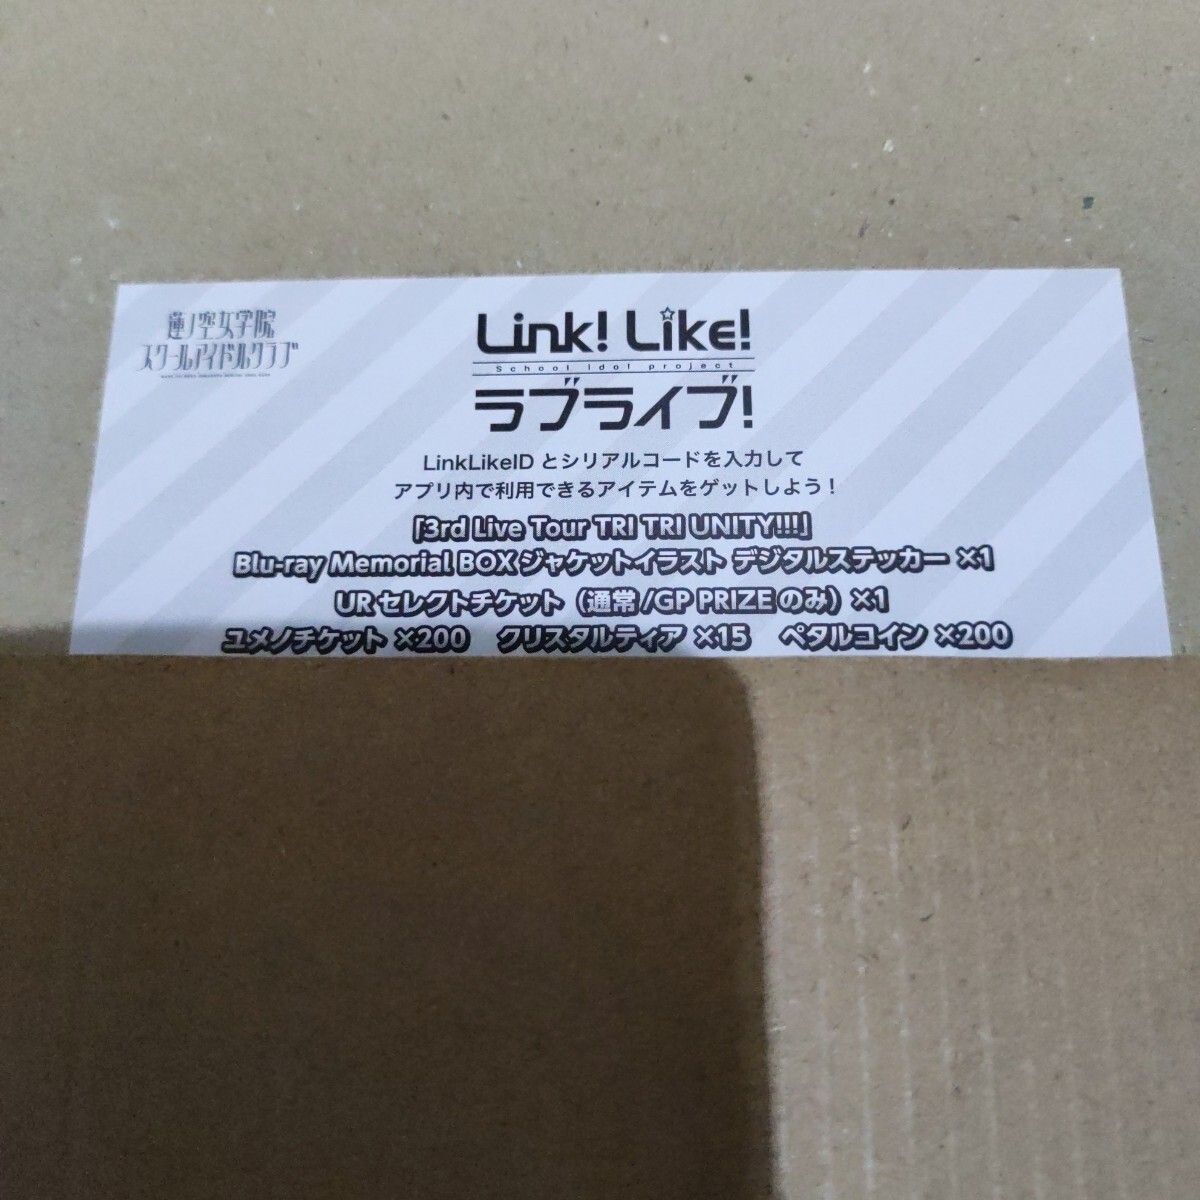 蓮ノ空女学院
スクールアイドルクラブ
Link! Like!
School idol project
ラブライブ!
LinkLikeID とシリアルコードを入力して
アプリ内で利用できるアイテムをゲットしよう!
「3rd Live Tour TRI TRI UNITY!!!」
Blu-ray Memorial BOX ジャケットイラスト デジタルステッカー ×1
UR セレクトチケット(通常/GP PRIZE のみ)×1
ユメノチケット ×200 クリスタルティア ×15 ペタルコイン ×200